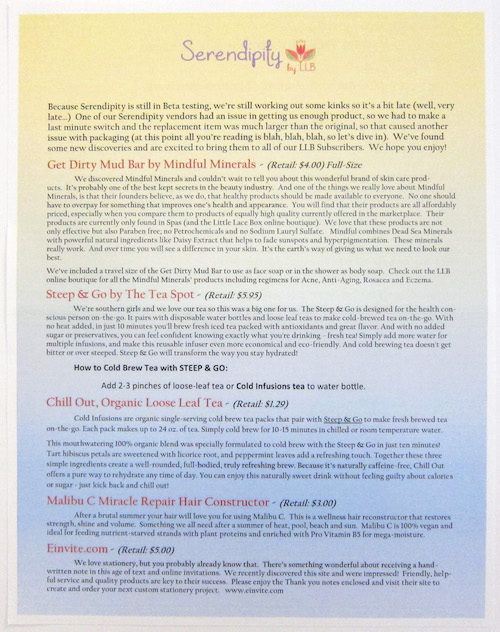 Serendipity
by LLB
Because Serendipity is still in Beta testing, we're still working out some kinks so it's a bit late (well, very
late...)  One of our Serendipity vendors had an issue in getting us enough product, so we had to make a
last minute switch and the replacement item was much larger than the original, so that caused another
issue with packaging (at this point all you're reading is blah, blah, blah, so let's dive in).  We've found
some new discoveries and are excited to bring them to all of our LLB Subscribers.  We hope you enjoy!
Get Dirty Mud Bar by Mindful Minerals - (Retail: $4.00) Full-Size
We discovered Mindful Minerals and couldn't wait to tell you about this wonderful brand of skin care prod-
ucts.  It's probably one of the best kept secrets in the beauty industry.  And one of the things we really love about Mindful
Minerals, is that their founders believe, as we do, that healthy products should be made available to everyone.  No one should
have to overpay for something that improves one's health and appearance.  You will find that their products are all affordably
priced, especially when you compare them to products of equally high quality currently offered in the marketplace.  Their
products are currently only found in Spas (and the Little Lace Box online boutique).  We love that these products are not
only effective but also Paraben free; no Petrochemicals and no Sodium Lauryl Sulfate.  Mindful combines Dead Sea Minerals
with powerful natural ingredients like Daisy Extract that helps to fade sunspots and hyperpigmentation.  These minerals
really work.  And over time you will see a difference in your skin.  It's the earth's way of giving us what we need to look our
best.
We've included a travel size of the Get Dirty Mud Bar to use as face soap or in the shower as body soap.  Check out the LLB
online boutique for all the Mindful Minerals' products including regimens for Acne, Anti-Aging, Rosacea and Eczema.
Steep & Go by The Tea Spot - (Retail: $5.95)
We're southern girls and we love our tea so this was a big one for us.  The Steep & Go is designed for the health con-
scious person on-the-go.  It pairs with disposable water bottles and loose leaf teas to make cold-brewed tea on-the-go. With
no heat added, in just 10 minutes you'll brew fresh iced tea packed with antioxidants and great flavor.  And with no added
sugar or preservatives, you can feel confident knowing exactly what you're drinking - fresh tea! Simply add more water for
multiple infusions, and make this reusable infuser even more economical and eco-friendly.  And cold brewing tea doesn't get
bitter or over steeped. Steep & Go will transform the way you stay hydrated!
How to Cold Brew Tea with STEEP & GO:
Add 2-3 pinches of loose-leaf tea or Cold Infusions tea to water bottle.
Chill Out, Organic Loose Leaf Tea - (Retail: $1.29)
Cold Infusions are organic single-serving cold brew tea packs that pair with Steep & Go to make fresh brewed tea
on-the-go. Each pack makes up to 24 oz. of tea. Simply cold brew for 10-15 minutes in chilled or room temperature water.
This mouthwatering 100% organic blend was specially formulated to cold brew with the Steep & Go in just ten minutes!
Tart hibiscus petals are sweetened with licorice root, and peppermint leaves add a refreshing touch. Together these three
simple ingredients create a well-rounded, full-bodied, truly refreshing brew. Because it's naturally caffeine-free, Chill Out
offers a pure way to rehydrate any time of day. You can enjoy this naturally sweet drink without feeling guilty about calories
or sugar - just kick back and chill out!
Malibu C Miracle Repair Hair Constructor - (Retail: $3.00)
After a brutal summer your hair will love you for using Malibu C.  This is a wellness hair reconstructor that restores
strength, shine and volume.  Something we all need after a summer of heat, pool, beach and sun.  Malibu C is 100% vegan and
ideal for feeding nutrient-starved strands with plant proteins and enriched with Pro Vitamin B5 for mega-moisture.
Einvite.com - (Retail: $5.00)
We love stationery, but you probably already know that.  There's something wonderful about receiving a hand-
written note in this age of text and online invitations.  We recently discovered this site and were impressed!  Friendly, help-
ful service and quality products are key to their success.  Please enjoy the Thank you notes enclosed and visit their site to
create and order your next custom stationery project.   www.einvite.com